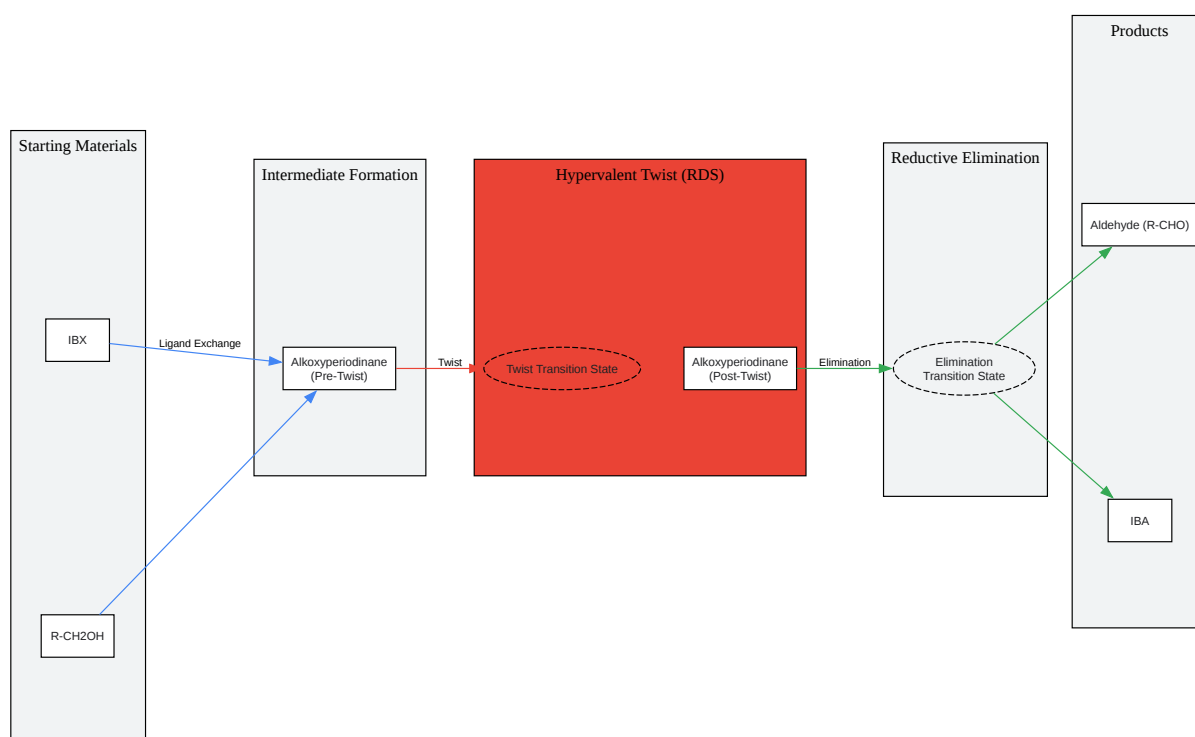 Starting Materials
IBX
R-CH2OH
Ligand Exchange
Intermediate Formation
Alkoxyperiodinane
(Pre-Twist)
Twist
Hypervalent Twist (RDS)
Twist Transition State
Alkoxyperiodinane
(Post-Twist)
Elimination
Reductive Elimination
Elimination
Transition State
Products
Aldehyde (R-CHO)
IBA